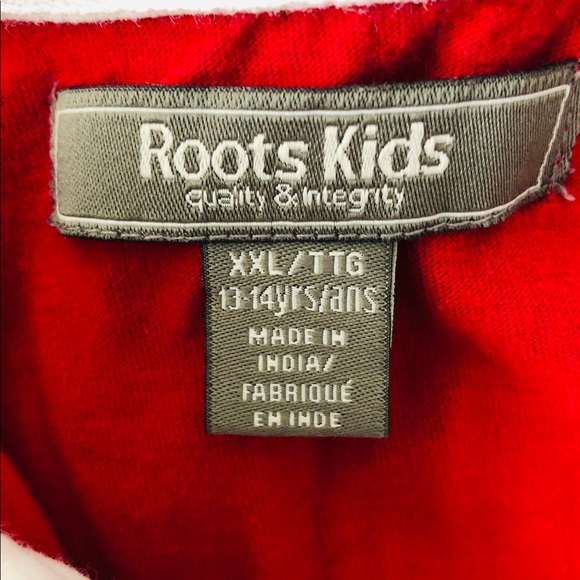 Roots Kids
quality & integrity
XXL/TTG
13-14yrs/ans
MADE IN
INDIA/
FABRIQUÉ
EN INDE